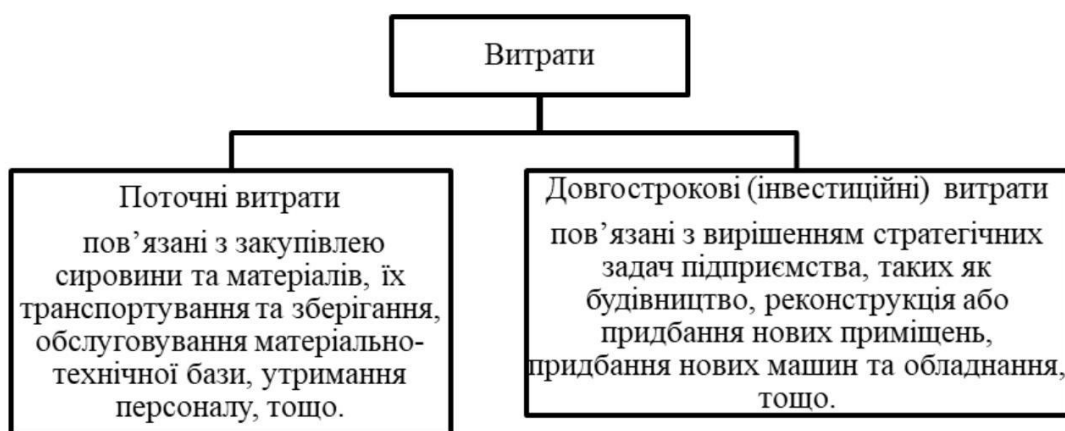 Витрати
Поточні витрати
пов’язані з закупівлею
сировини та матеріалів, їх
транспортування та зберігання,
обслуговування матеріально-
технічної бази, утримання
персоналу, тощо.
Довгострокові (інвестиційні) витрати
пов’язані з вирішенням стратегічних
задач підприємства, таких як
будівництво, реконструкція або
придбання нових приміщень,
придбання нових машин та обладнання,
тощо.